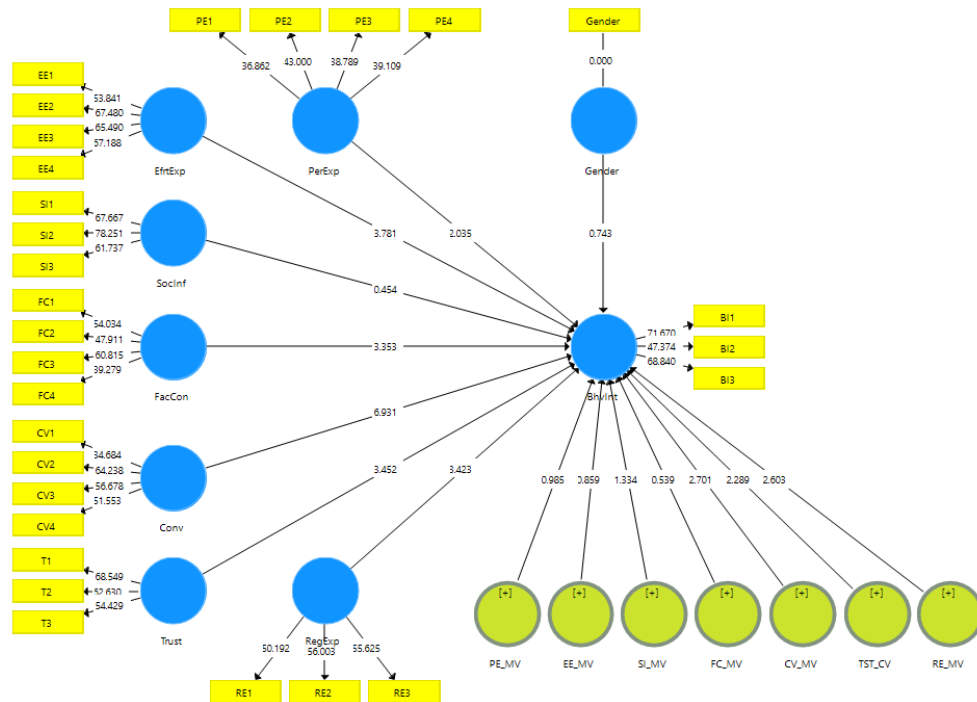 PE1
PE2
PE3
PE4
Gender
36.862
43.000
38.789
39.109
0.000
EE1
EE2
EE3
EE4
53.841
67.480
65.490
57.188
EfrtExp
PerExp
Gender
SI1
SI2
SI3
67.667
78.251
61.737
SocInf
3.781
2.035
0.743
0.454
FC1
FC2
FC3
FC4
54.034
47.911
60.815
39.279
FacCon
3.353
BhvInt
71.670
47.374
68.840
BI1
BI2
BI3
CV1
CV2
CV3
CV4
34.684
64.238
56.678
51.553
Conv
6.931
3.452
3.423
0.985
3.859
1.334
0.539
2.701
2.289
2.603
T1
T2
T3
68.549
52.630
54.429
Trust
RegExp
50.192
56.003
55.625
RE1
RE2
RE3
[+]
[+]
[+]
[+]
[+]
[+]
[+]
PE_MV
EE_MV
SI_MV
FC_MV
CV_MV
TST_CV
RE_MV